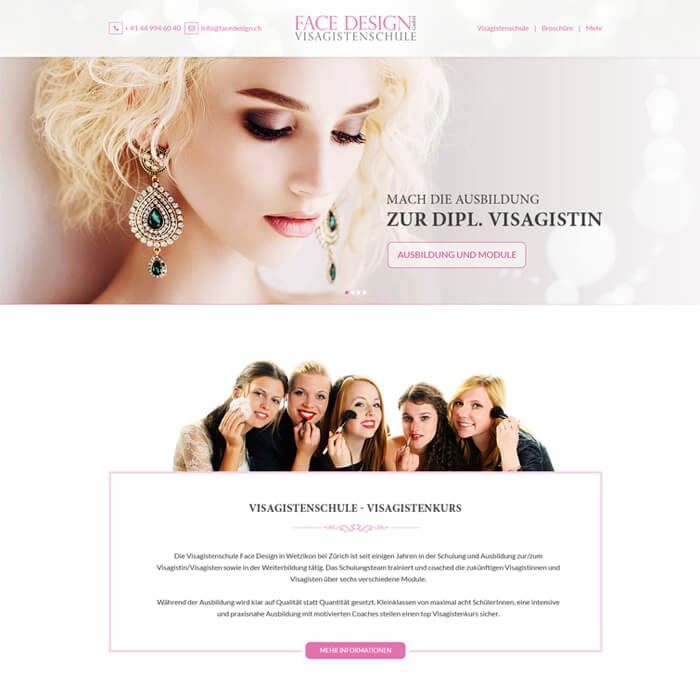 + 41 44 994 60 40   Info@facedesign.ch
FACE DESIGN
VISAGISTENSCHULE
Visagistenschule | Broschüre | Mehr
MACH DIE AUSBILDUNG
ZUR DIPL. VISAGISTIN
AUSBILDUNG UND MODULE
VISAGISTENSCHULE - VISAGISTENKURS
Die Visagistenschule Face Design in Wetzikon bei Zürich ist seit einigen Jahren in der Schulung und Ausbildung zur/zum
Visagistin/Visagisten sowie in der Weiterbildung tätig. Das Schulungsteam trainiert und coached die zukünftigen Visagistinnen und
Visagisten über sechs verschiedene Module.
Während der Ausbildung wird klar auf Qualität statt Quantität gesetzt. Kleinklassen von maximal acht SchülerInnen, eine intensive
und praxisnahe Ausbildung mit motivierten Coaches stellen einen top Visagistenkurs sicher.
MEHR INFORMATIONEN